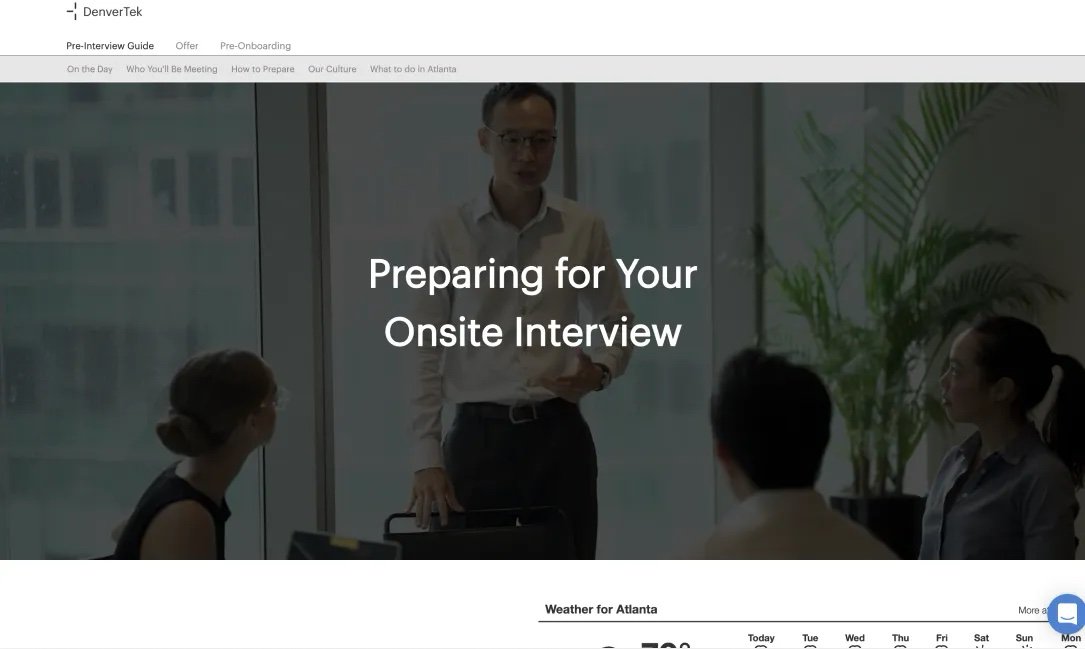 DenverTek
Pre-Interview Guide Offer Pre-Onboarding
On the Day Who You'll Be Meeting How to Prepare Our Culture What to do in Atlanta
Preparing for Your
Onsite Interview
Weather for Atlanta More
Today Tue Wed Thu Fri Sat Sun Mon